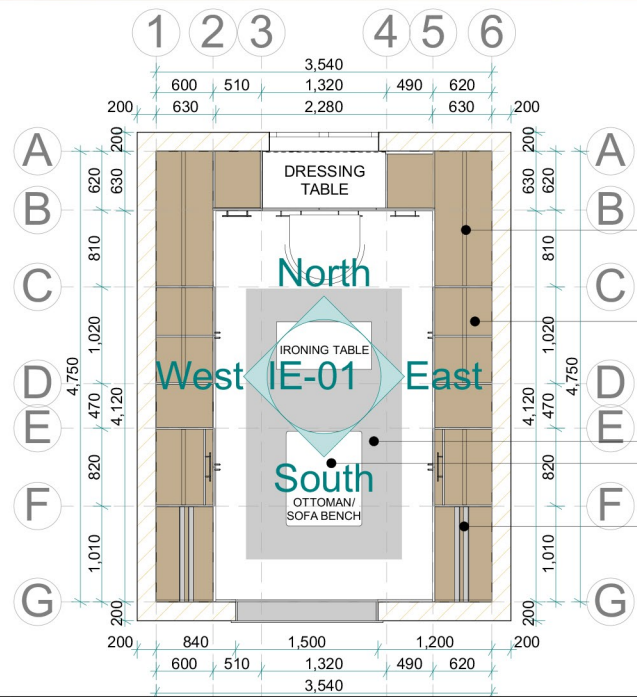 1 2 3 4 5 6
3,540
600 510 1,320 490 620
200 630 2,280 630 200
A 200 200 A
620 630 DRESSING 630 620
TABLE
B B
810 810
North
C C
1,020 IRONING TABLE 1,020
4,750 West IE-01 East 4,750
D 4,120 4,120 D
470 470
E E
820 820
South
F OTTOMAN/ F
SOFA BENCH
1,010 1,010
G G
200 200
200 840 1,500 1,200 200
600 510 1,320 490 620
3,540